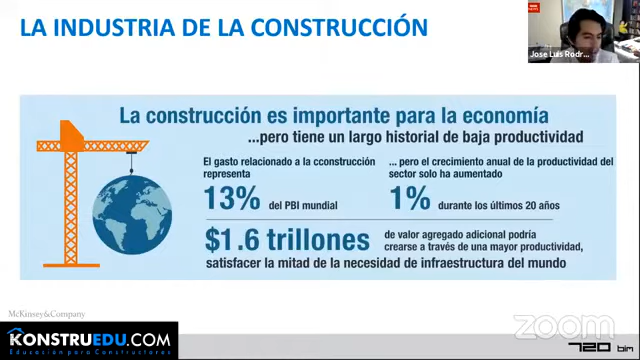 LA INDUSTRIA DE LA CONSTRUCCIÓN
Jose Luis Rodr...
La construcción es importante para la economía
...pero tiene un largo historial de baja productividad
El gasto relacionado a la cconstrucción
representa
13% del PBI mundial
... pero el crecimiento anual de la productividad del
sector solo ha aumentado
1% durante los últimos 20 años
$1.6 trillones
de valor agregado adicional podría
crearse a través de una mayor productividad,
satisfacer la mitad de la necesidad de infraestructura del mundo
McKinsey&Company
KONSTRUEDU.COM
Educación para Constructores
zoom
720 bim